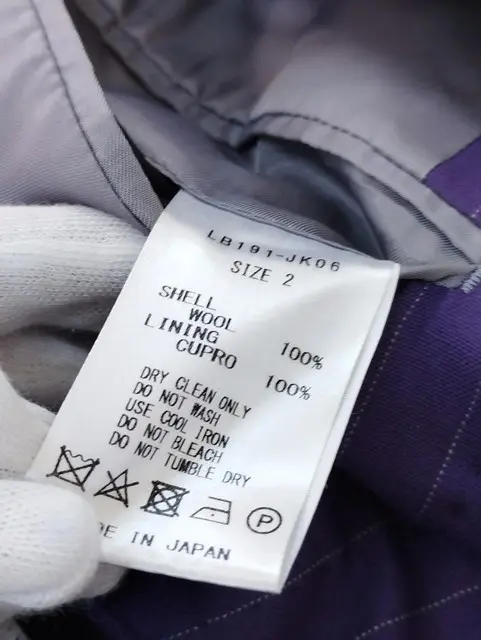 LB191-JK06
SIZE 2
SHELL
WOOL 100%
LINING
CUPRO 100%
DRY CLEAN ONLY
DO NOT WASH
USE COOL IRON
DO NOT BLEACH
DO NOT TUMBLE DRY
P
E IN JAPAN